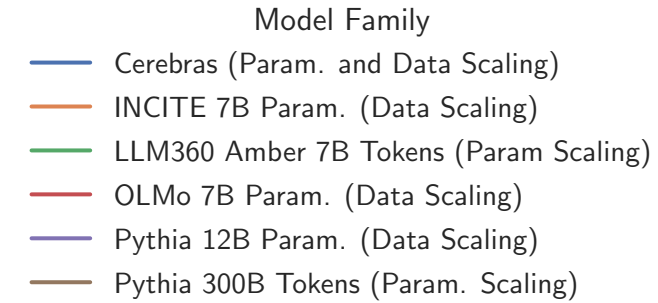 Model Family
Cerebras (Param. and Data Scaling)
INCITE 7B Param. (Data Scaling)
LLM360 Amber 7B Tokens (Param Scaling)
OLMo 7B Param. (Data Scaling)
Pythia 12B Param. (Data Scaling)
Pythia 300B Tokens (Param. Scaling)